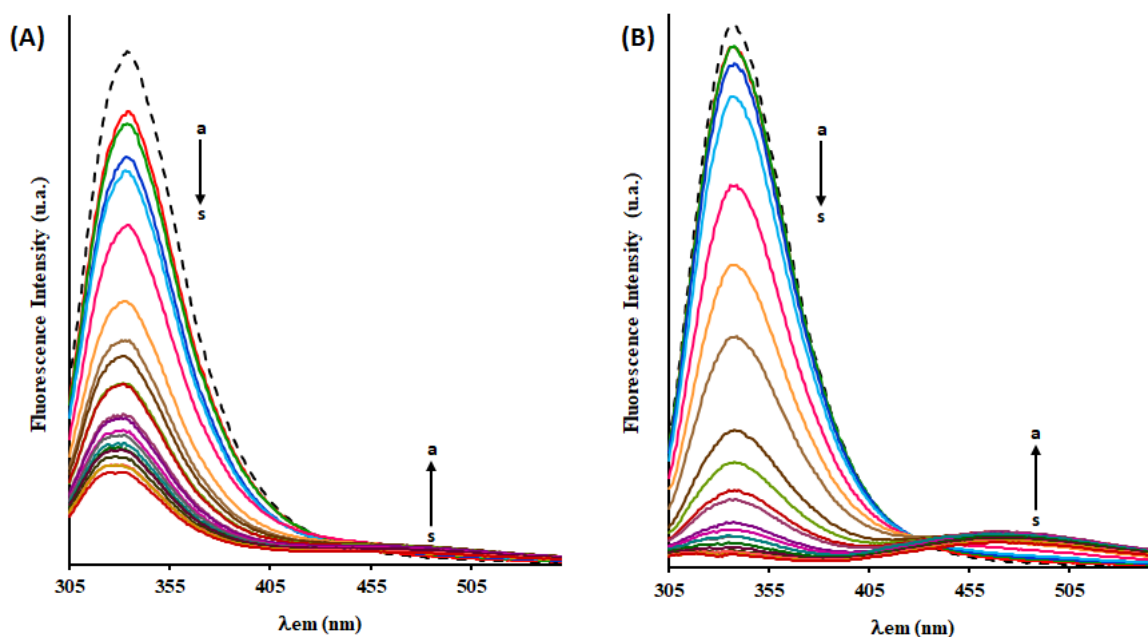 (A)
Fluorescence Intensity (u.a.)
a
s
a
s
305 355 405 455 505
λem (nm)
(B)
Fluorescence Intensity (u.a.)
a
s
a
s
305 355 405 455 505
λem (nm)